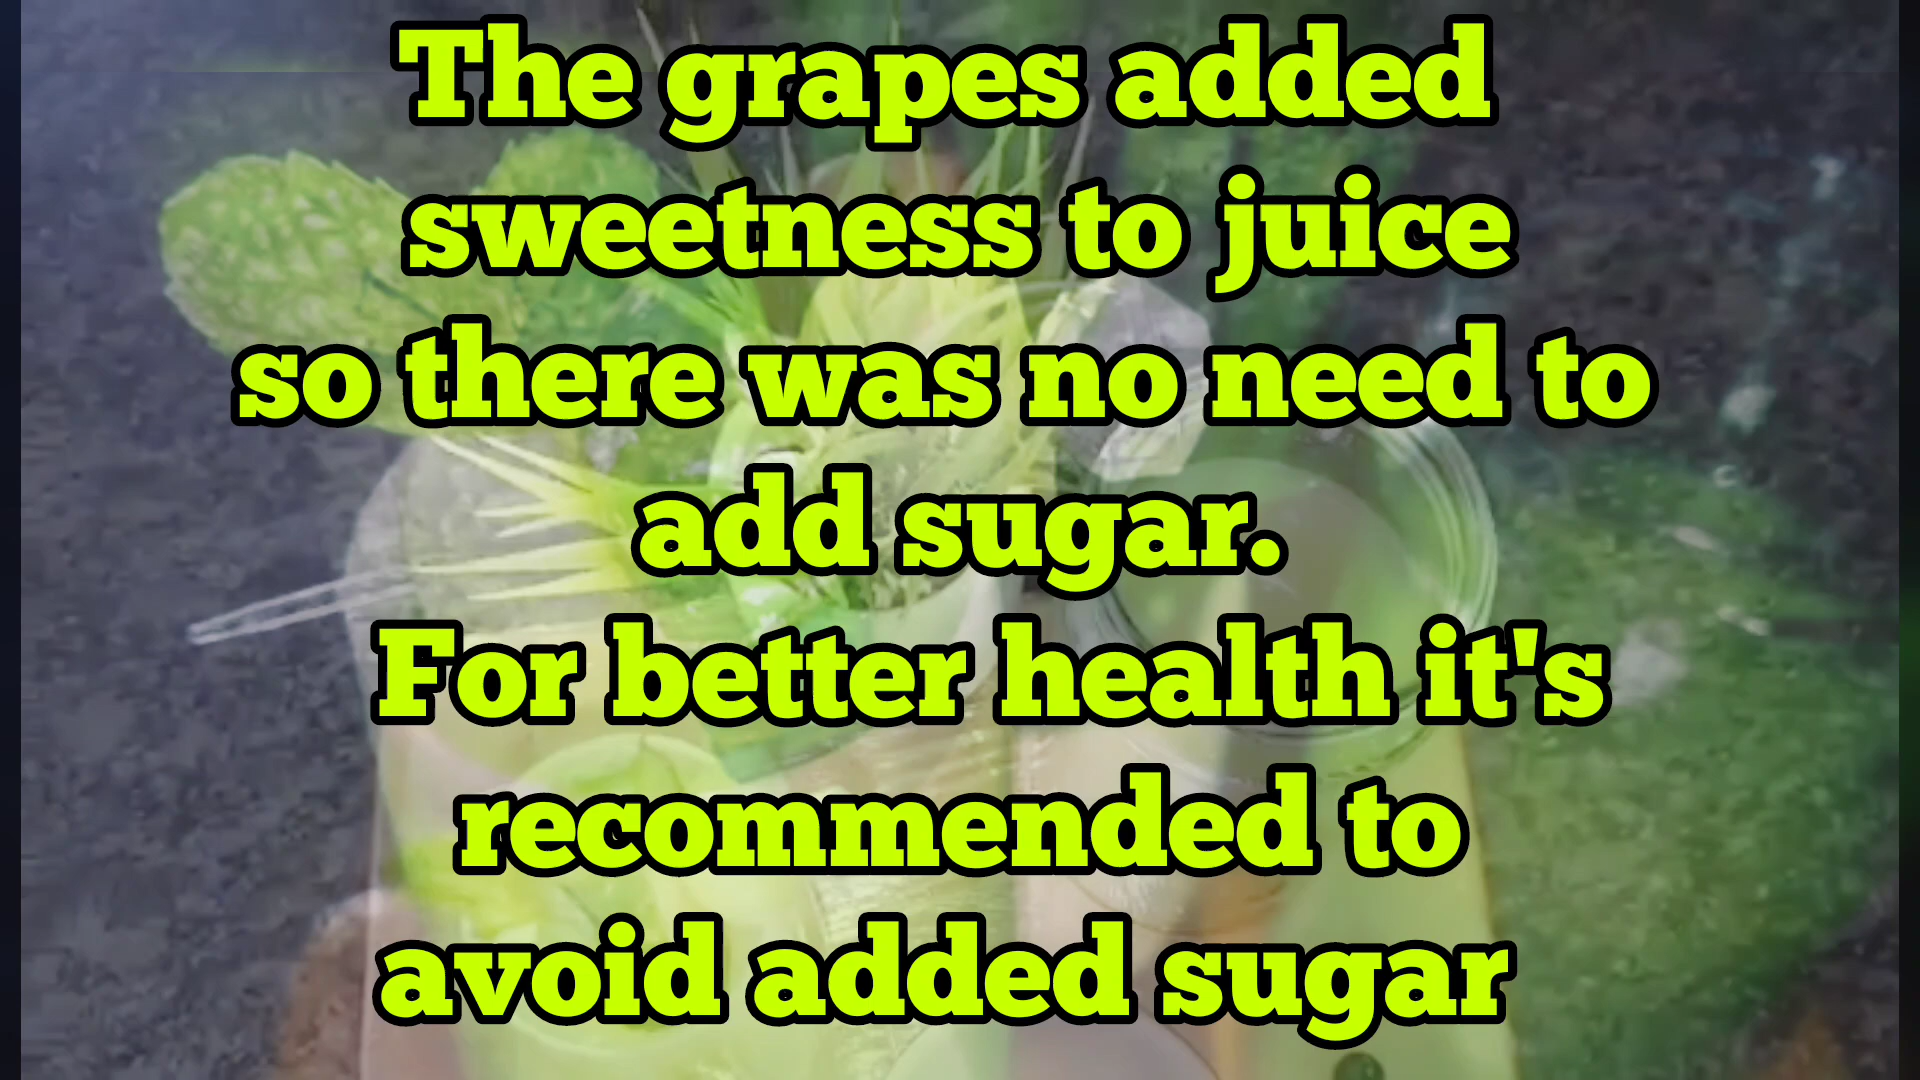 The grapes added
sweetness to juice
so there was no need to
add sugar.
For better health it's
recommended to
avoid added sugar